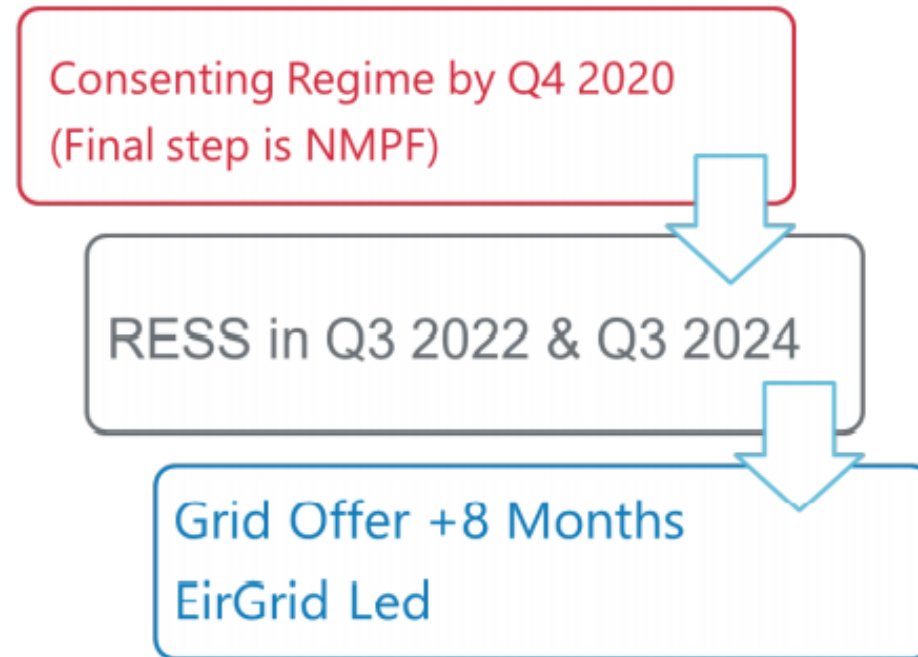 Consenting Regime by Q4 2020
(Final step is NMPF)
RESS in Q3 2022 & Q3 2024
Grid Offer +8 Months
EirGrid Led